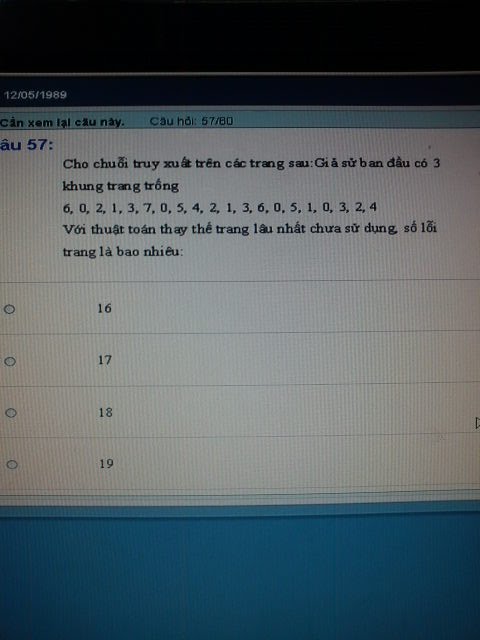 12/05/1989
Cần xem lại câu này. Câu hỏi: 57/60
âu 57:
Cho chuỗi truy xuất trên các trang sau:Giả sử ban đầu có 3
khung trang trống
6, 0, 2, 1, 3, 7, 0, 5, 4, 2, 1, 3, 6, 0, 5, 1, 0, 3, 2, 4
Với thuật toán thay thế trang lâu nhất chưa sử dụng, số lỗi
trang là bao nhiêu:
16
17
18
19